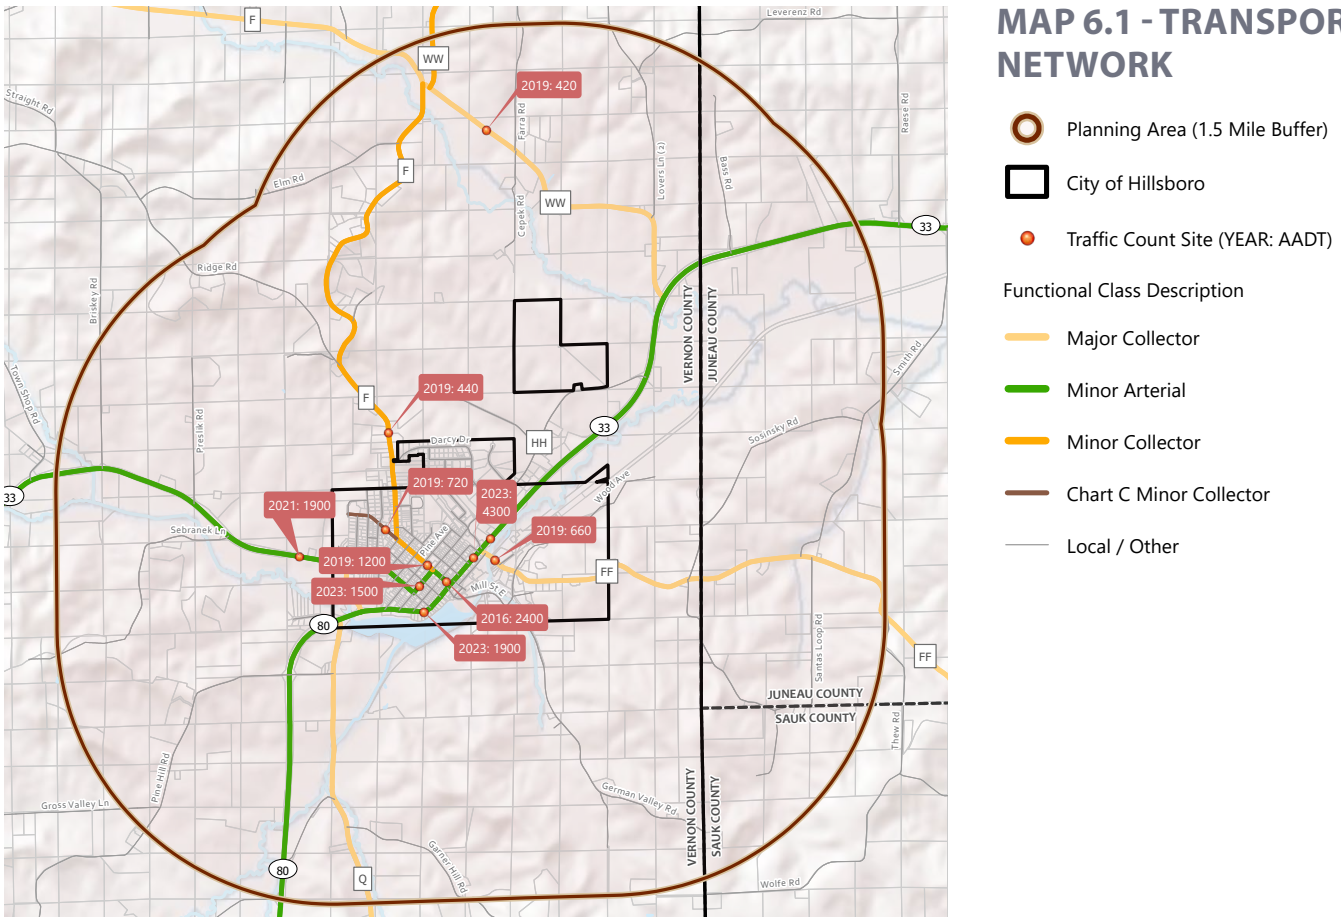 MAP 6.1 - TRANSPOR
NETWORK
Planning Area (1.5 Mile Buffer)
City of Hillsboro
Traffic Count Site (YEAR: AADT)
Functional Class Description
Major Collector
Minor Arterial
Minor Collector
Chart C Minor Collector
Local / Other
F
Leverenz Rd
WW
2019: 420
Straight Rd
Farra Rd
Raese Rd
F
Elm Rd
Lovers Ln (2)
Bass Rd
WW
Cepek Rd
33
Ridge Rd
Briskey Rd
VERNON COUNTY
JUNEAU COUNTY
Smith Rd
Town Shop Rd
2019: 440
F
Preslik Rd
Darcy D
HH
33
Sosinsky Rd
33
2019: 720
2023:
4300
Wood Ave
2021: 1900
Sebranek Ln
Pine Ave
2019: 660
2019: 1200
2023: 1500
FF
Mill St E
80
2016: 2400
2023: 1900
Santas Loop Rd
FF
JUNEAU COUNTY
SAUK COUNTY
Thew Rd
Pine Hill Rd
Gross Valley Ln
German Valley Rd
VERNON COUNTY
SAUK COUNTY
80
Q
Garner Hill Rd
Wolfe Rd